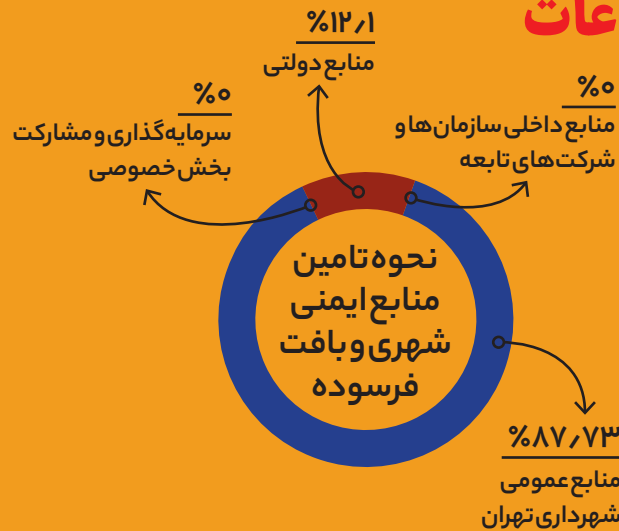 عات
%۱۲٫۱
منابع دولتی
%۰
منابع داخلی سازمان‌ها و
شرکت‌های تابعه
%۰
سرمایه‌گذاری و مشارکت
بخش خصوصی
نحوه تامین
منابع ایمنی
شهری و بافت
فرسوده
%۸۷٫۷۳
منابع عمومی
شهرداری تهران